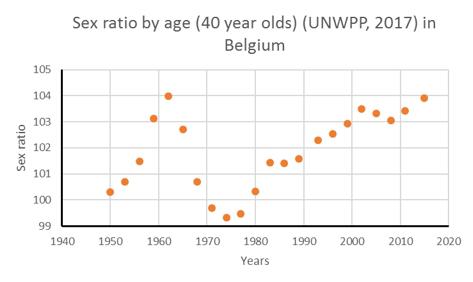 Sex ratio by age (40 year olds) (UNWPP, 2017) in
Belgium
105
104
103
102
101
100
99
Sex ratio
1940 1950 1960 1970 1980 1990 2000 2010 2020
Years